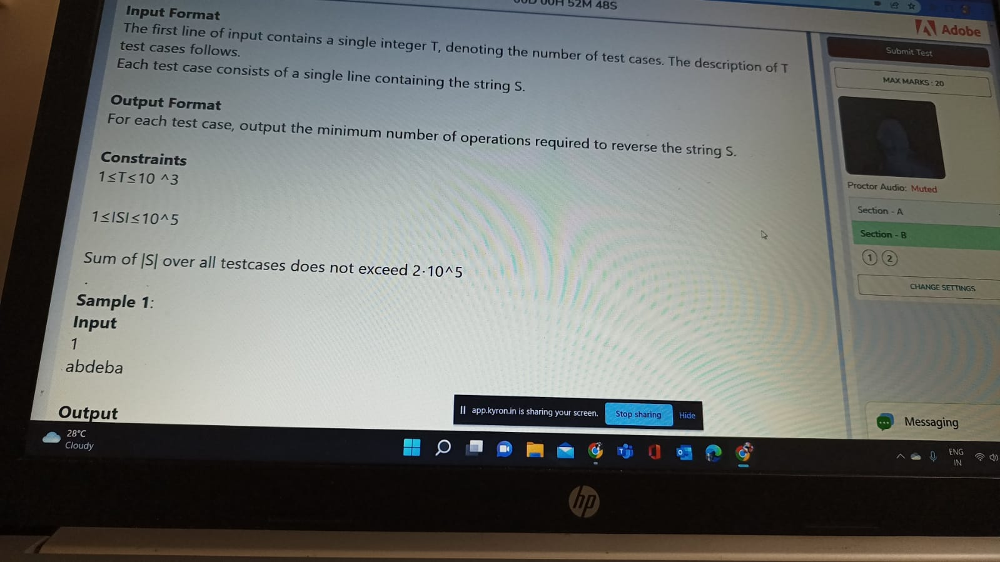 52M 48S
Input Format
The first line of input contains a single integer T, denoting the number of test cases. The description of T
test cases follows.
Each test case consists of a single line containing the string S.
Output Format
For each test case, output the minimum number of operations required to reverse the string S.
Constraints
1≤T≤10 ^3
1≤|S|≤10^5
Sum of |S| over all testcases does not exceed 2·10^5
.
Sample 1:
Input
1
abdeba
Output
Adobe
Submit Test
MAX MARKS : 20
Proctor Audio: Muted
Section - A
Section - B
1 2
CHANGE SETTINGS
Messaging
app.kyron.in is sharing your screen. Stop sharing Hide
28°C
Cloudy
ENG
IN
hp